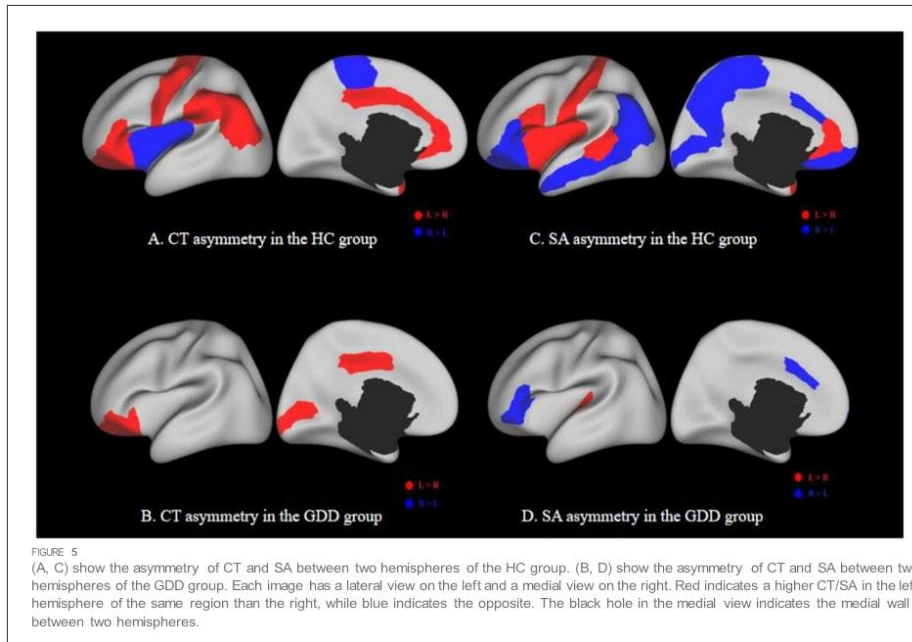 L > R
R > L
A. CT asymmetry in the HC group
L > R
R > L
C. SA asymmetry in the HC group
L > R
R > L
B. CT asymmetry in the GDD group
L > R
R > L
D. SA asymmetry in the GDD group
FIGURE 5
(A, C) show the asymmetry of CT and SA between two hemispheres of the HC group. (B, D) show the asymmetry of CT and SA between tw
hemispheres of the GDD group. Each image has a lateral view on the left and a medial view on the right. Red indicates a higher CT/SA in the lef
hemisphere of the same region than the right, while blue indicates the opposite. The black hole in the medial view indicates the medial wall
between two hemispheres.